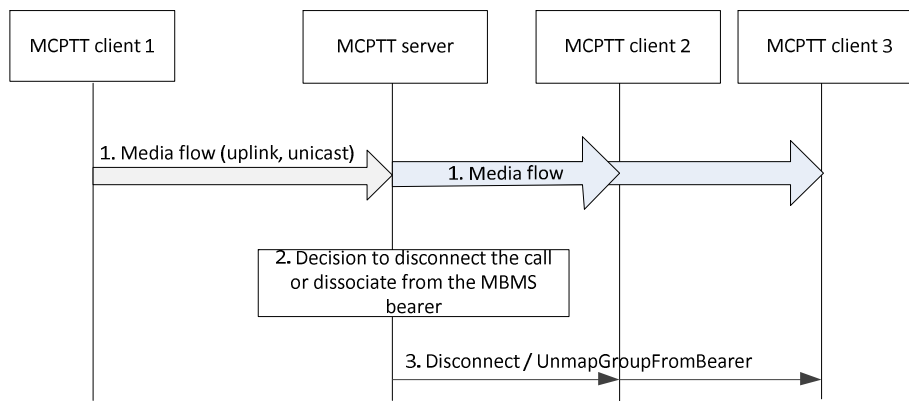 MCPTT client 1
MCPTT server
MCPTT client 2
MCPTT client 3
1. Media flow (uplink, unicast)
1. Media flow
2. Decision to disconnect the call
or dissociate from the MBMS
bearer
3. Disconnect / UnmapGroupFromBearer